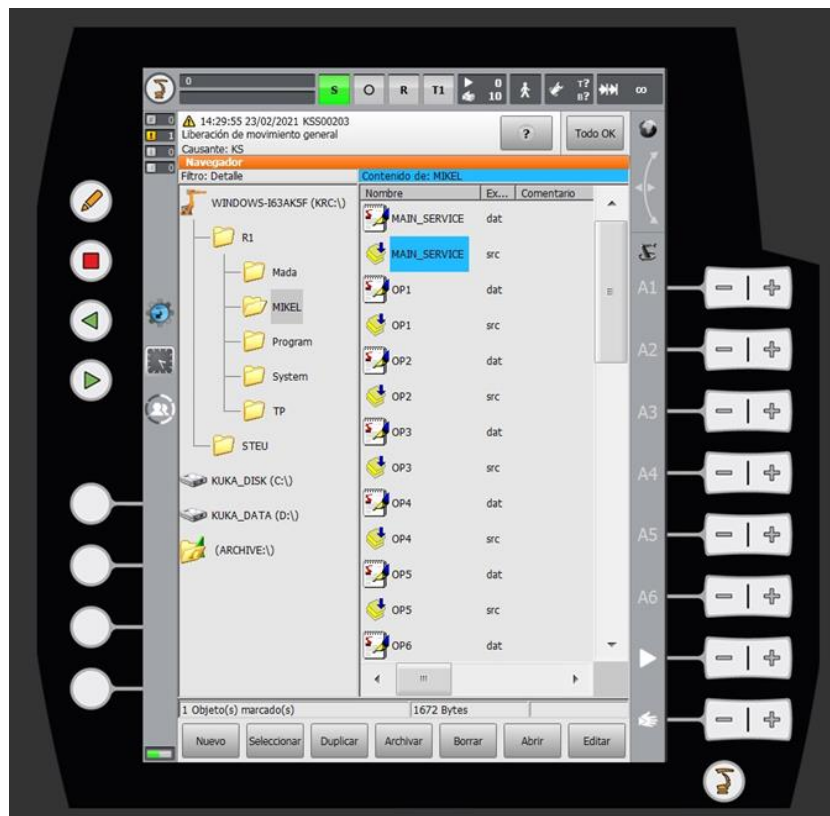 0
S O R T1 0 10 T? B? ∞
0
1
0
0
14:29:55 23/02/2021 KSS00203
Liberación de movimiento general
Causante: KS
? Todo OK
Navegador
Filtro: Detalle
Contenido de: MIKEL
WINDOWS-I63AK5F (KRC:\)
R1
Mada
MIKEL
Program
System
TP
STEU
KUKA_DISK (C:\)
KUKA_DATA (D:\)
(ARCHIVE:\)
Nombre Ex... Comentario
MAIN_SERVICE dat
MAIN_SERVICE src
OP1 dat
OP1 src
OP2 dat
OP2 src
OP3 dat
OP3 src
OP4 dat
OP4 src
OP5 dat
OP5 src
OP6 dat
1 Objeto(s) marcado(s) 1672 Bytes
Nuevo Seleccionar Duplicar Archivar Borrar Abrir Editar
A1
A2
A3
A4
A5
A6